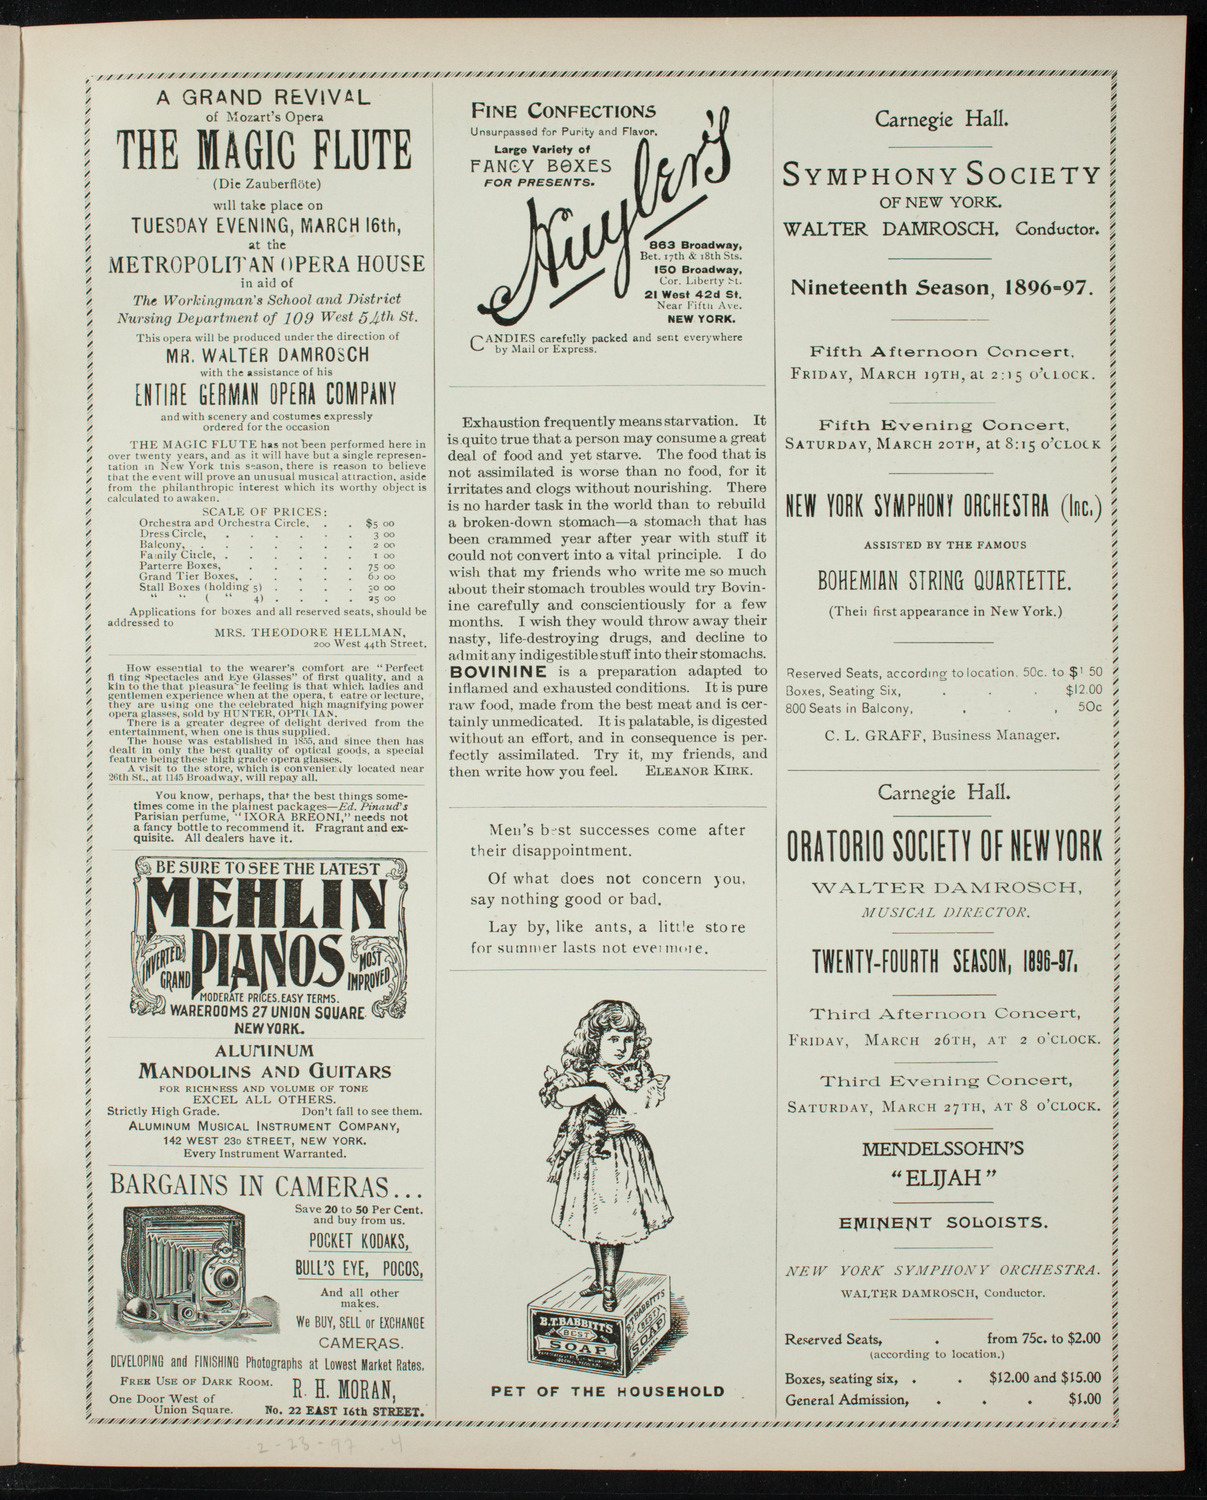 A GRAND REVIVAL
of Mozart's Opera
THE MAGIC FLUTE
(Die Zauberflöte)
will take place on
TUESDAY EVENING, MARCH 16th,
at the
METROPOLITAN OPERA HOUSE
in aid of
The Workingman's School and District
Nursing Department of 109 West 54th St.
This opera will be produced under the direction of
MR. WALTER DAMROSCH
with the assistance of his
ENTIRE GERMAN OPERA COMPANY
and with scenery and costumes expressly
ordered for the occasion
THE MAGIC FLUTE has not been performed here in
over twenty years, and as it will have but a single represen-
tation in New York this season, there is reason to believe
that the event will prove an unusual musical attraction, aside
from the philanthropic interest which its worthy object is
calculated to awaken.
SCALE OF PRICES:
Orchestra and Orchestra Circle, . . $5 00
Dress Circle, . . . . . . 3 00
Balcony, . . . . . . . 2 00
Family Circle, . . . . . . 1 00
Parterre Boxes, . . . . . 75 00
Grand Tier Boxes, . . . . . 60 00
Stall Boxes (holding 5) . . . . 30 00
" " ( " 4) . . . . 25 00
Applications for boxes and all reserved seats, should be
addressed to
MRS. THEODORE HELLMAN,
200 West 44th Street,
How essential to the wearer's comfort are "Perfect
fi ting Spectacles and Eye Glasses" of first quality, and a
kin to the that pleasura le feeling is that which ladies and
gentlemen experience when at the opera, t eatre or lecture,
they are using one the celebrated high magnifying power
opera glasses, sold by HUNTER, OPTICIAN.
There is a greater degree of delight derived from the
entertainment, when one is thus supplied.
The house was established in 1855, and since then has
dealt in only the best quality of optical goods, a special
feature being these high grade opera glasses.
A visit to the store, which is conveniently located near
26th St., at 1145 Broadway, will repay all.
You know, perhaps, that the best things some-
times come in the plainest packages—Ed. Pinaud's
Parisian perfume, "IXORA BREONI," needs not
a fancy bottle to recommend it. Fragrant and ex-
quisite. All dealers have it.
BE SURE TO SEE THE LATEST
MEHLIN
PIANOS
INVERTED GRAND
MOST IMPROVED
MODERATE PRICES. EASY TERMS.
WAREROOMS 27 UNION SQUARE
NEW YORK.
ALUMINUM
MANDOLINS AND GUITARS
FOR RICHNESS AND VOLUME OF TONE
EXCEL ALL OTHERS.
Strictly High Grade. Don't fail to see them.
ALUMINUM MUSICAL INSTRUMENT COMPANY,
142 WEST 23D STREET, NEW YORK.
Every Instrument Warranted.
BARGAINS IN CAMERAS...
Save 20 to 50 Per Cent.
and buy from us.
POCKET KODAKS,
BULL'S EYE, POCOS,
And all other
makes.
We BUY, SELL or EXCHANGE
CAMERAS.
DEVELOPING and FINISHING Photographs at Lowest Market Rates.
FREE USE OF DARK ROOM.
R. H. MORAN,
One Door West of
Union Square.
No. 22 EAST 16th STREET.
FINE CONFECTIONS
Unsurpassed for Purity and Flavor.
Large Variety of
FANCY BOXES
FOR PRESENTS.
Huyler's
863 Broadway,
Bet. 17th & 18th Sts.
150 Broadway,
Cor. Liberty St.
21 West 42d St.
Near Fifth Ave.
NEW YORK.
CANDIES carefully packed and sent everywhere
by Mail or Express.
Exhaustion frequently means starvation. It
is quite true that a person may consume a great
deal of food and yet starve. The food that is
not assimilated is worse than no food, for it
irritates and clogs without nourishing. There
is no harder task in the world than to rebuild
a broken-down stomach—a stomach that has
been crammed year after year with stuff it
could not convert into a vital principle. I do
wish that my friends who write me so much
about their stomach troubles would try Bovin-
ine carefully and conscientiously for a few
months. I wish they would throw away their
nasty, life-destroying drugs, and decline to
admit any indigestible stuff into their stomachs.
BOVININE is a preparation adapted to
inflamed and exhausted conditions. It is pure
raw food, made from the best meat and is cer-
tainly unmedicated. It is palatable, is digested
without an effort, and in consequence is per-
fectly assimilated. Try it, my friends, and
then write how you feel. ELEANOR KIRK.
Men's best successes come after
their disappointment.
Of what does not concern you,
say nothing good or bad.
Lay by, like ants, a little store
for summer lasts not evermore.
B.T. BABBITT'S
BEST
SOAP
B.T. BABBITTS
BEST
SOAP
PET OF THE HOUSEHOLD
Carnegie Hall.
SYMPHONY SOCIETY
OF NEW YORK.
WALTER DAMROSCH, Conductor.
Nineteenth Season, 1896-97.
Fifth Afternoon Concert,
FRIDAY, MARCH 19TH, at 2:15 O'CLOCK.
Fifth Evening Concert,
SATURDAY, MARCH 20TH, at 8:15 O'CLOCK
NEW YORK SYMPHONY ORCHESTRA (Inc.)
ASSISTED BY THE FAMOUS
BOHEMIAN STRING QUARTETTE.
(Their first appearance in New York.)
Reserved Seats, according to location, 50c. to $1 50
Boxes, Seating Six, . . . $12.00
800 Seats in Balcony, . . , 50c
C. L. GRAFF, Business Manager.
Carnegie Hall.
ORATORIO SOCIETY OF NEW YORK
WALTER DAMROSCH,
MUSICAL DIRECTOR.
TWENTY-FOURTH SEASON, 1896-97,
Third Afternoon Concert,
FRIDAY, MARCH 26TH, AT 2 O'CLOCK.
Third Evening Concert,
SATURDAY, MARCH 27TH, AT 8 O'CLOCK.
MENDELSSOHN'S
"ELIJAH"
EMINENT SOLOISTS.
NEW YORK SYMPHONY ORCHESTRA.
WALTER DAMROSCH, Conductor.
Reserved Seats, . from 75c. to $2.00
(according to location.)
Boxes, seating six, . . $12.00 and $15.00
General Admission, . . . $1.00
2-23-97 .4